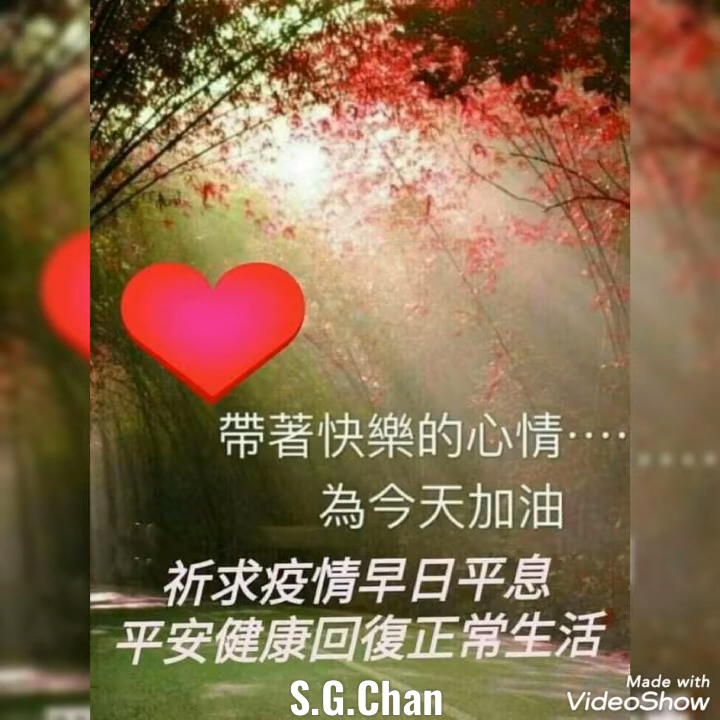 帶著快樂的心情‥‥
為今天加油
祈求疫情早日平息
平安健康回復正常生活
S.G.Chan
Made with
VideoShow